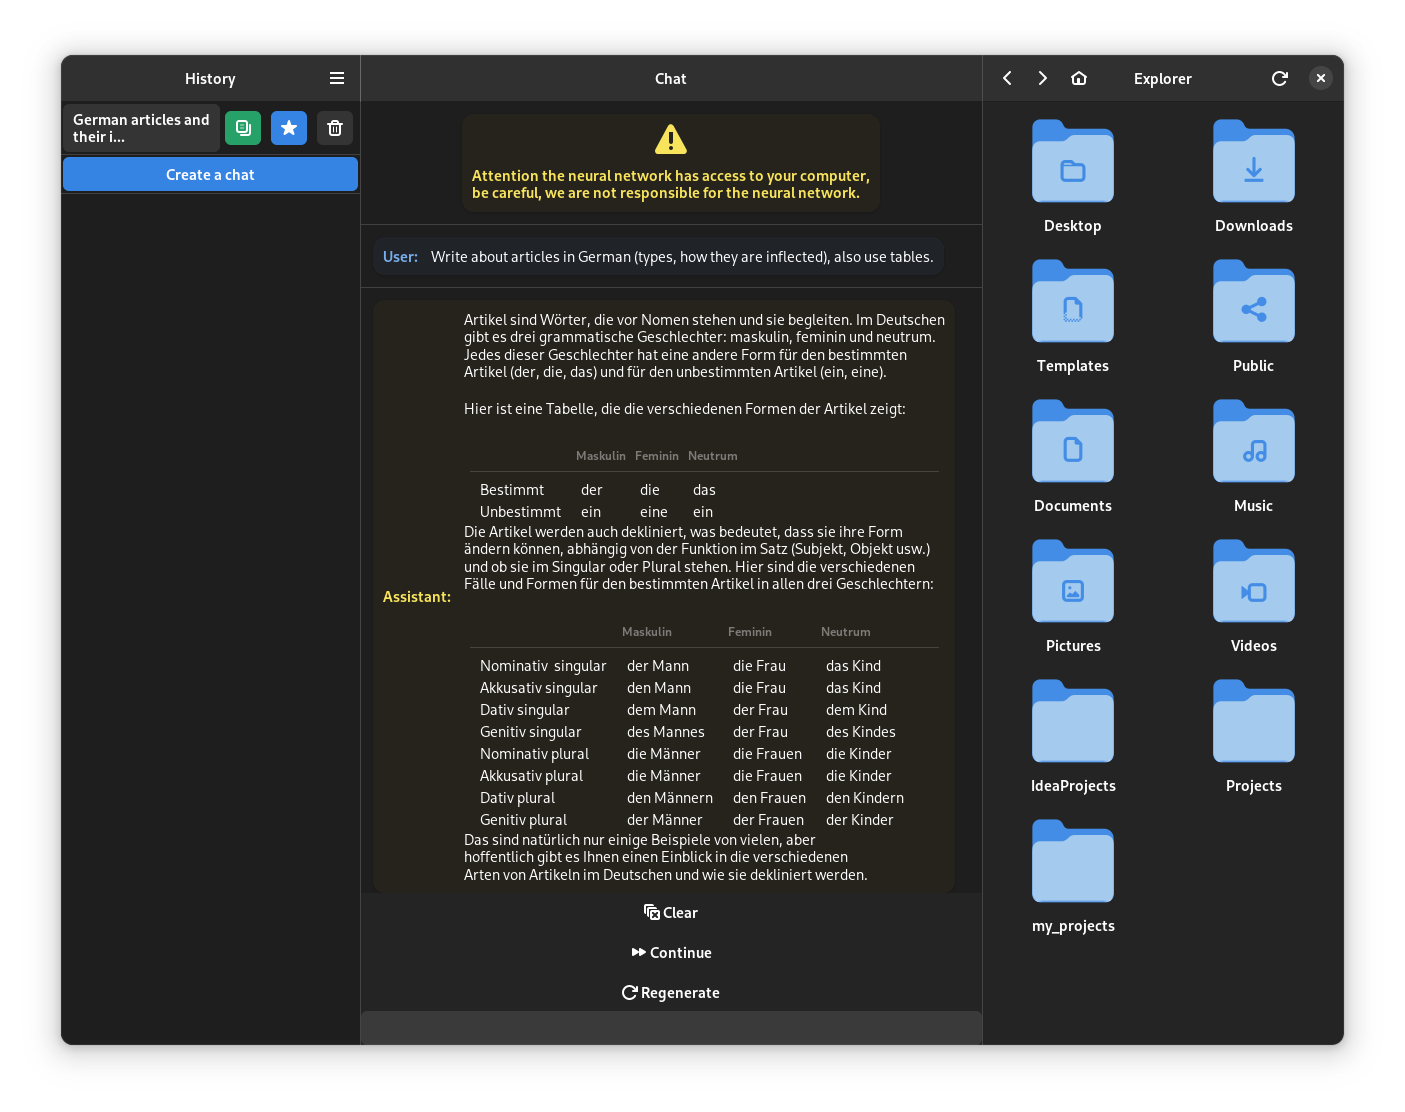 History
German articles and
their i...
Create a chat
Chat
Attention the neural network has access to your computer,
be careful, we are not responsible for the neural network.
User: Write about articles in German (types, how they are inflected), also use tables.
Assistant:
Artikel sind Wörter, die vor Nomen stehen und sie begleiten. Im Deutschen
gibt es drei grammatische Geschlechter: maskulin, feminin und neutrum.
Jedes dieser Geschlechter hat eine andere Form für den bestimmten
Artikel (der, die, das) und für den unbestimmten Artikel (ein, eine).
Hier ist eine Tabelle, die die verschiedenen Formen der Artikel zeigt:
Maskulin Feminin Neutrum
Bestimmt der die das
Unbestimmt ein eine ein
Die Artikel werden auch dekliniert, was bedeutet, dass sie ihre Form
ändern können, abhängig von der Funktion im Satz (Subjekt, Objekt usw.)
und ob sie im Singular oder Plural stehen. Hier sind die verschiedenen
Fälle und Formen für den bestimmten Artikel in allen drei Geschlechtern:
Maskulin Feminin Neutrum
Nominativ singular der Mann die Frau das Kind
Akkusativ singular den Mann die Frau das Kind
Dativ singular dem Mann der Frau dem Kind
Genitiv singular des Mannes der Frau des Kindes
Nominativ plural die Männer die Frauen die Kinder
Akkusativ plural die Männer die Frauen die Kinder
Dativ plural den Männern den Frauen den Kindern
Genitiv plural der Männer der Frauen der Kinder
Das sind natürlich nur einige Beispiele von vielen, aber
hoffentlich gibt es Ihnen einen Einblick in die verschiedenen
Arten von Artikeln im Deutschen und wie sie dekliniert werden.
Clear
Continue
Regenerate
Explorer
Desktop Downloads
Templates Public
Documents Music
Pictures Videos
IdeaProjects Projects
my_projects